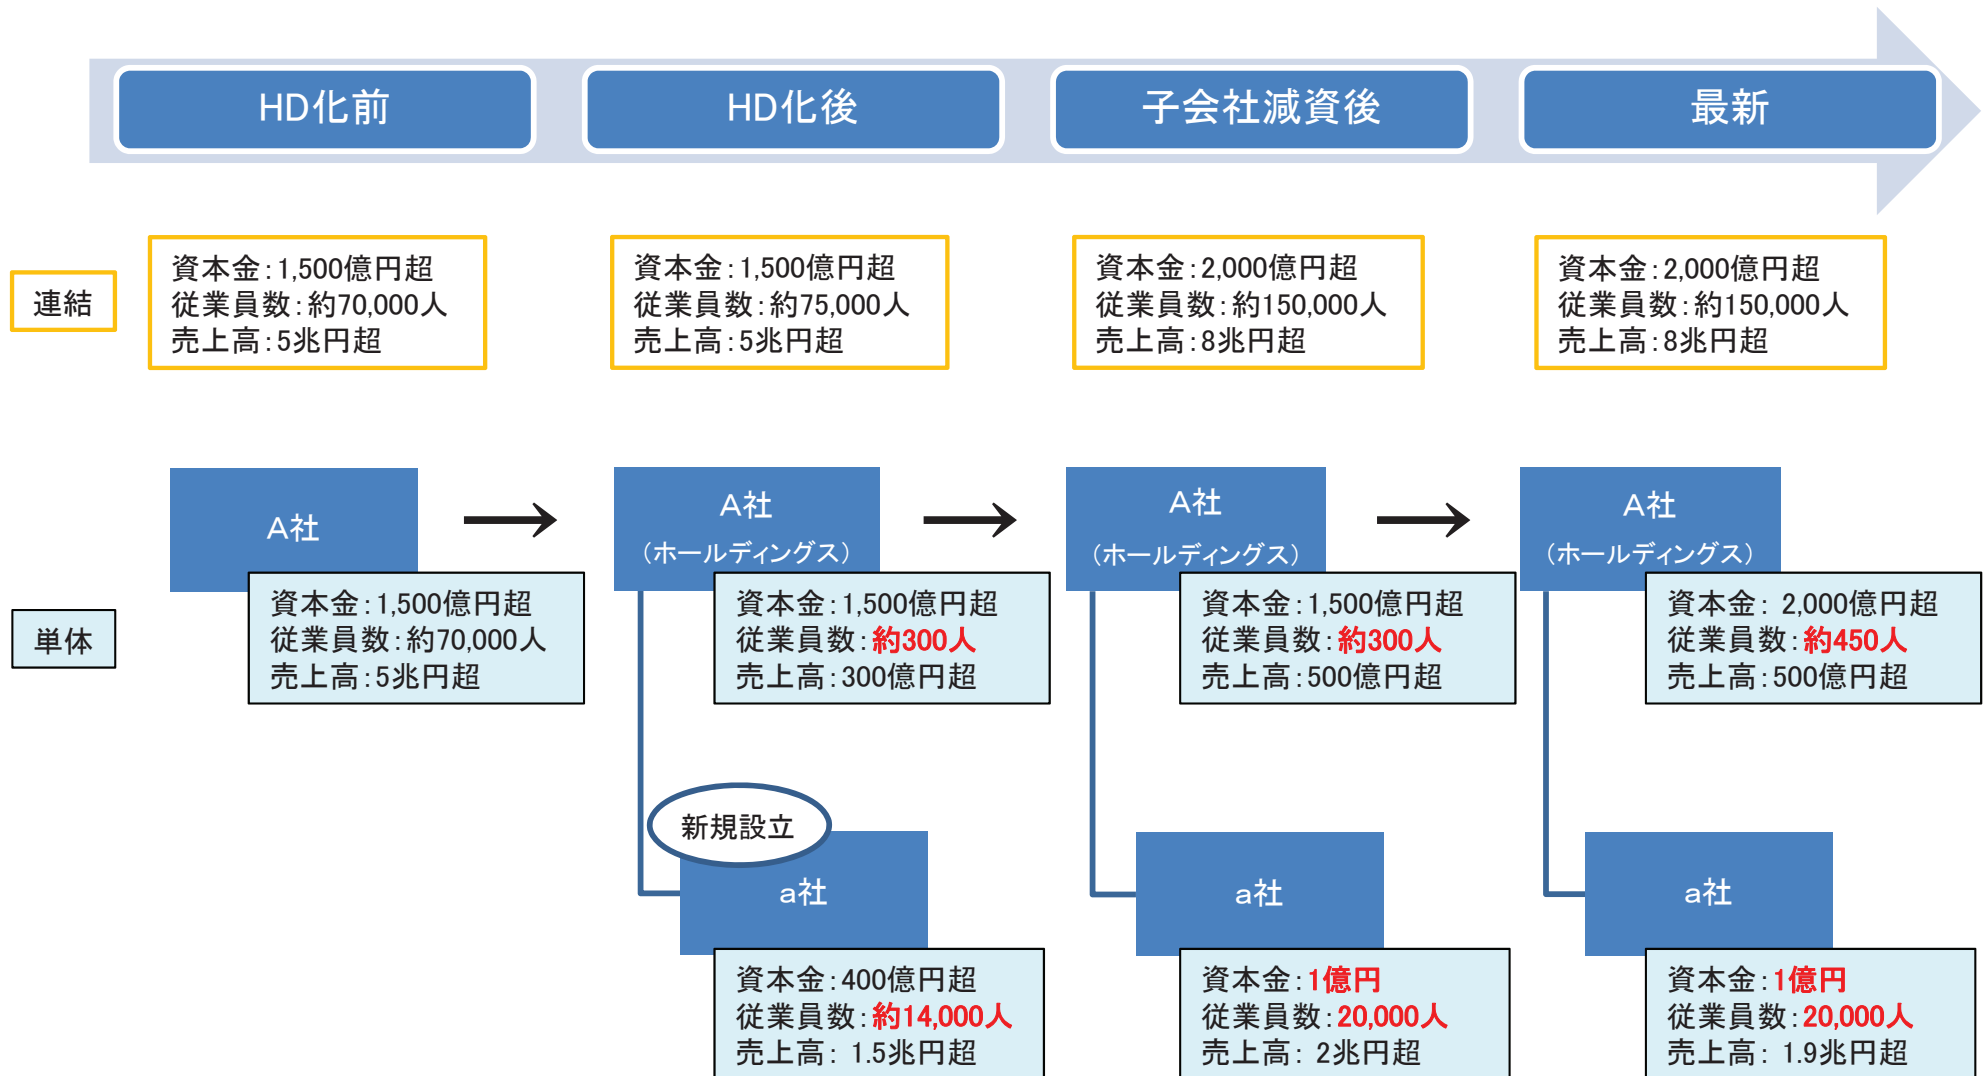 HD化前
HD化後
子会社減資後
最新
連結
資本金：1,500億円超
従業員数：約70,000人
売上高：5兆円超
資本金：1,500億円超
従業員数：約75,000人
売上高：5兆円超
資本金：2,000億円超
従業員数：約150,000人
売上高：8兆円超
資本金：2,000億円超
従業員数：約150,000人
売上高：8兆円超
単体
A社
資本金：1,500億円超
従業員数：約70,000人
売上高：5兆円超
A社
（ホールディングス）
資本金：1,500億円超
従業員数：約300人
売上高：300億円超
A社
（ホールディングス）
資本金：1,500億円超
従業員数：約300人
売上高：500億円超
A社
（ホールディングス）
資本金： 2,000億円超
従業員数：約450人
売上高：500億円超
新規設立
a社
資本金：400億円超
従業員数：約14,000人
売上高： 1.5兆円超
a社
資本金：1億円
従業員数：20,000人
売上高： 2兆円超
a社
資本金：1億円
従業員数：20,000人
売上高： 1.9兆円超